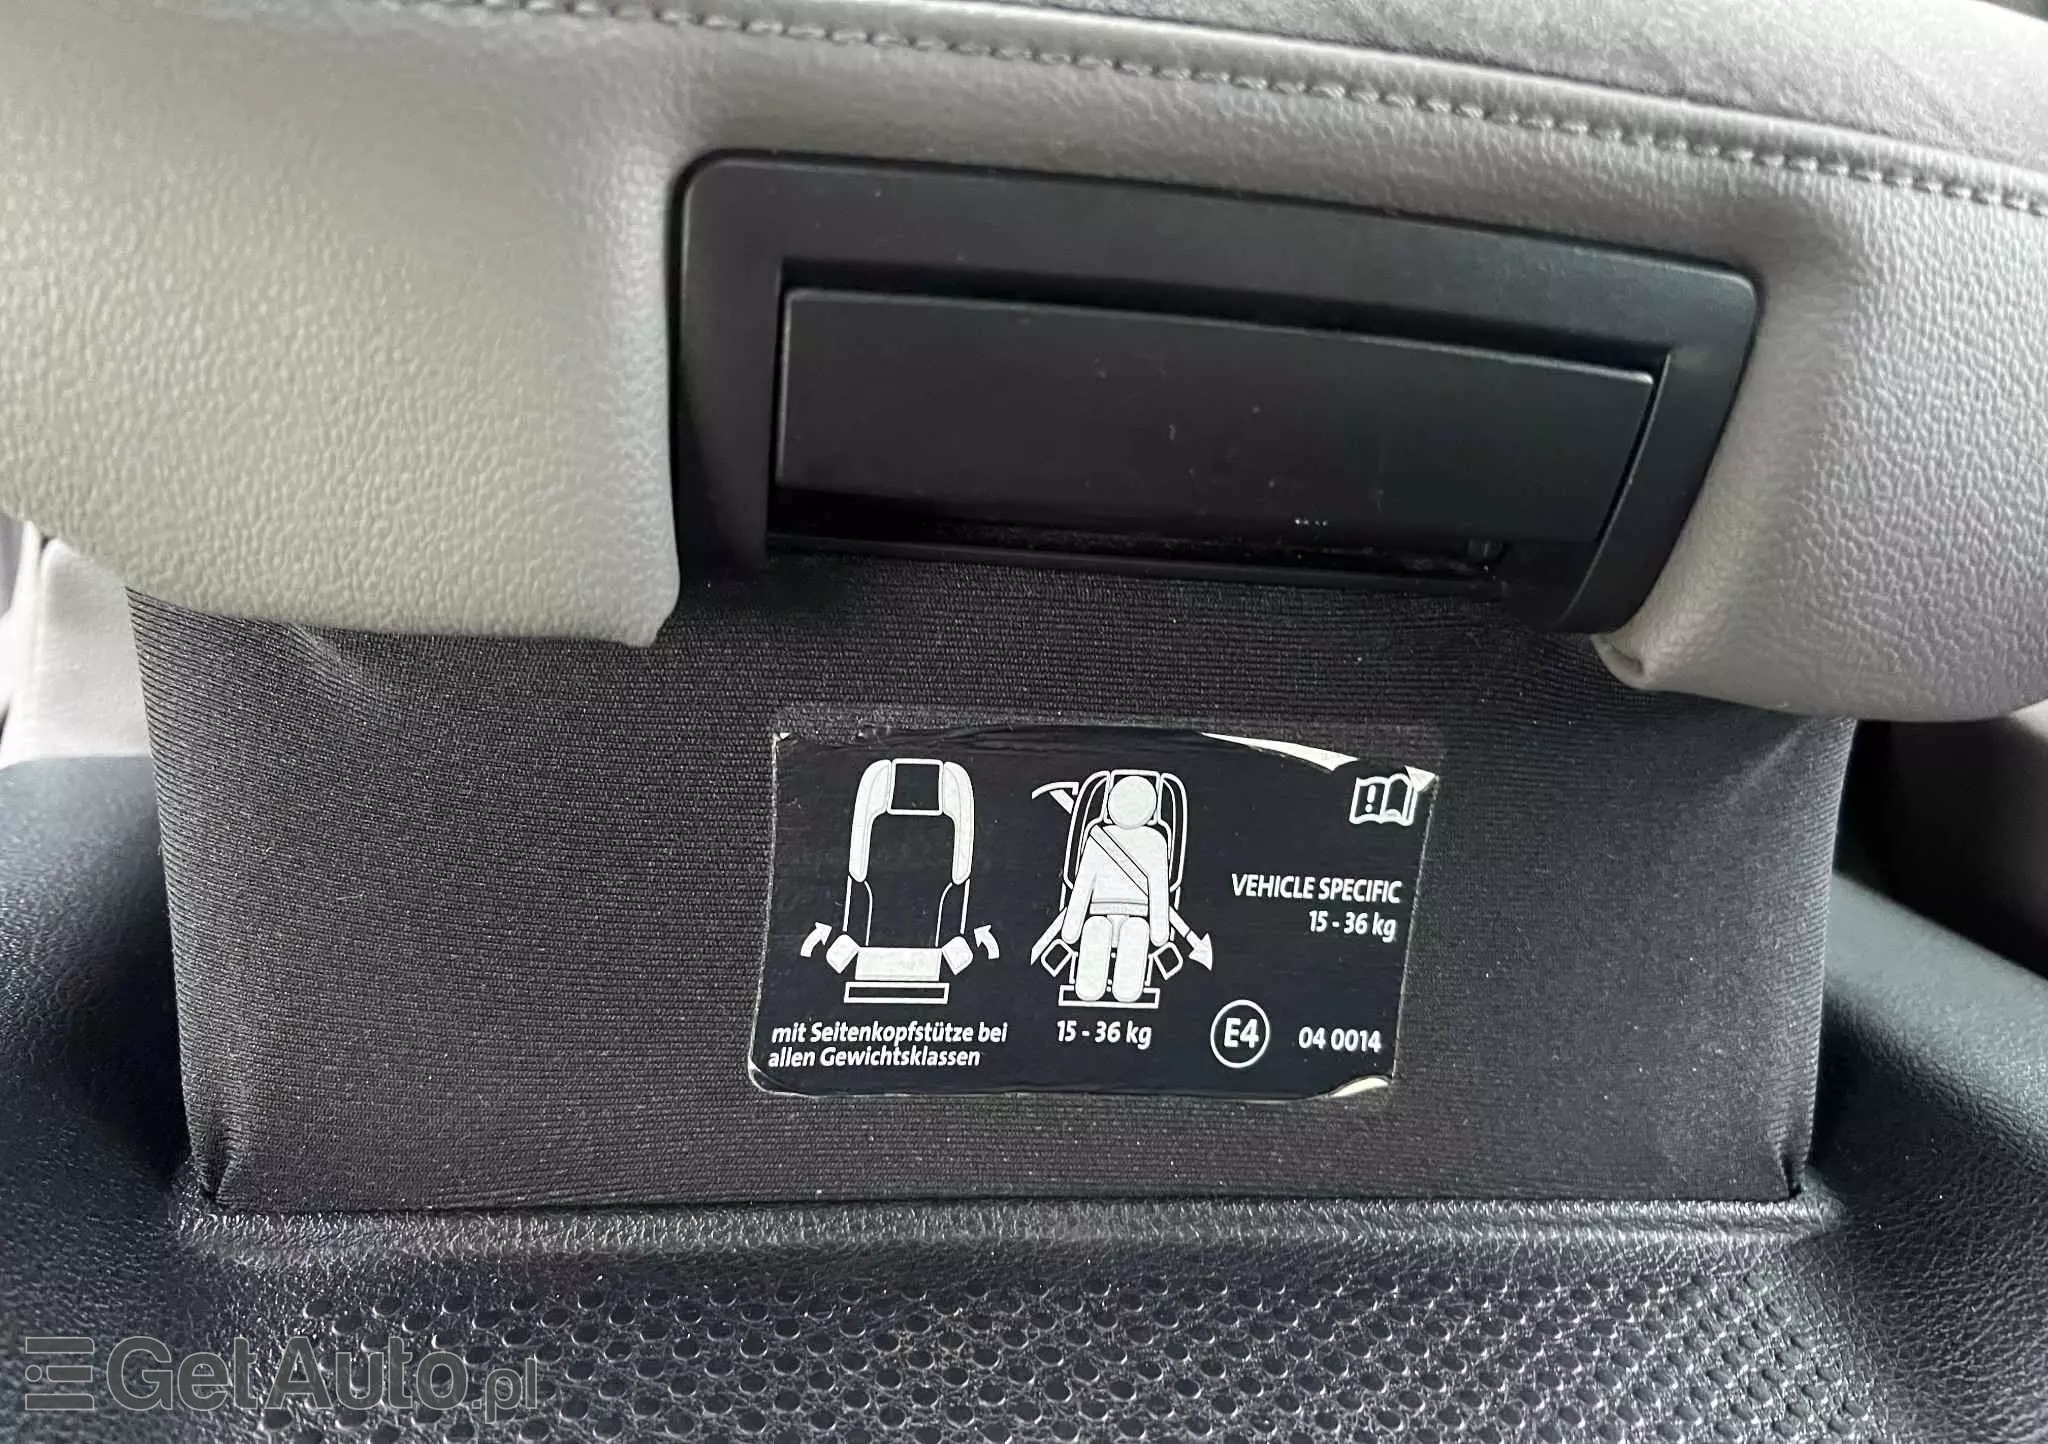 VEHICLE SPECIFIC
15 - 36 kg
mit Seitenkopfstütze bei
allen Gewichtsklassen
15 - 36 kg
E4
04 0014
GetAuto.pl